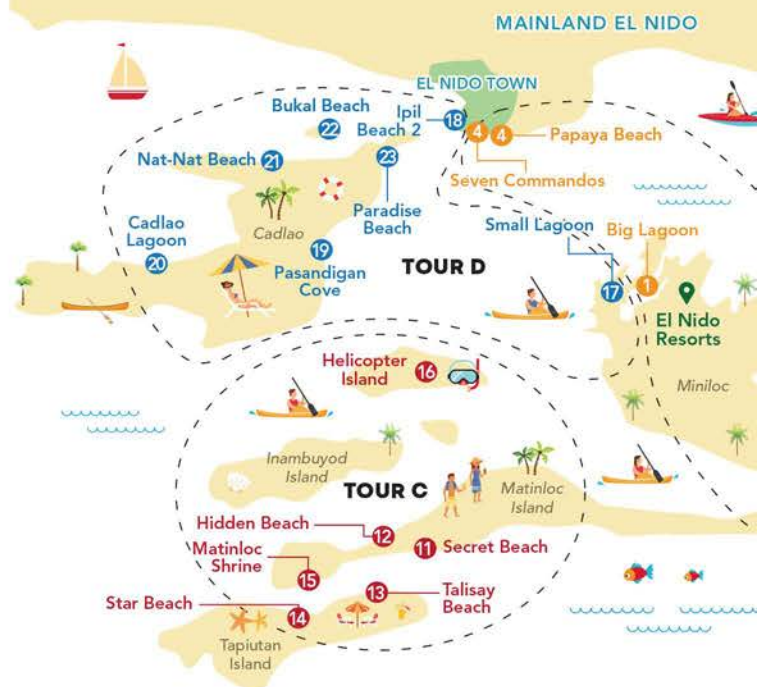 MAINLAND EL NIDO
EL NIDO TOWN
Bukal Beach
22
Ipil
Beach 2
18
4
4
Papaya Beach
Nat-Nat Beach
21
23
Seven Commandos
Paradise
Beach
Cadlao
Lagoon
20
Cadlao
19
Pasandigan
Cove
TOUR D
Small Lagoon
17
Big Lagoon
1
El Nido
Resorts
Miniloc
Helicopter
Island
16
Inambuyod
Island
TOUR C
Matinloc
Island
Hidden Beach
12
11
Secret Beach
Matinloc
Shrine
15
13
Talisay
Beach
Star Beach
14
Tapiutan
Island